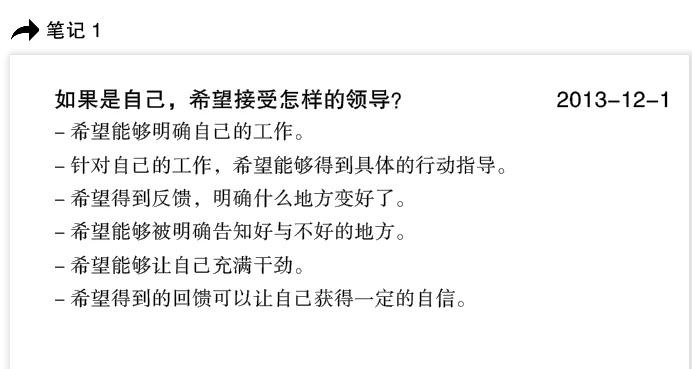 笔记 1
如果是自己，希望接受怎样的领导？ 2013-12-1
– 希望能够明确自己的工作。
– 针对自己的工作，希望能够得到具体的行动指导。
– 希望得到反馈，明确什么地方变好了。
– 希望能够被明确告知好与不好的地方。
– 希望能够让自己充满干劲。
– 希望得到的回馈可以让自己获得一定的自信。